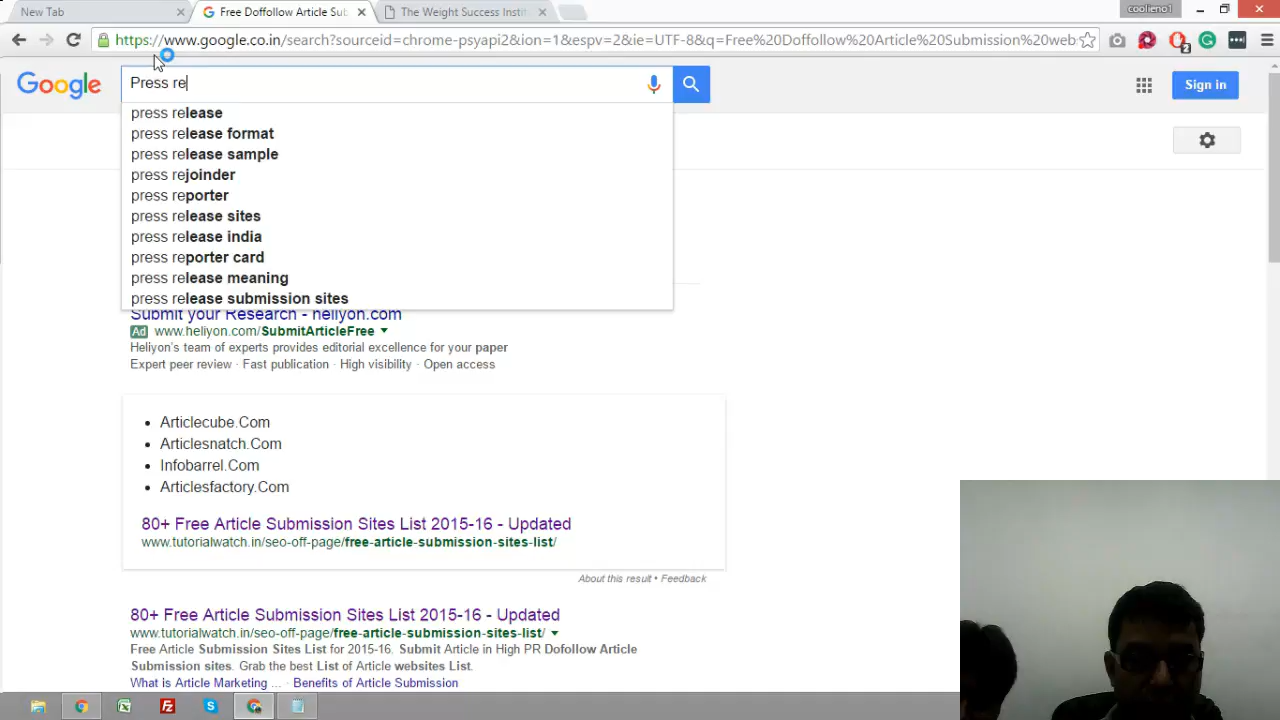 New Tab
Free Doffollow Article Sub
The Weight Success Instit
coolieno1
https://www.google.co.in/search?sourceid=chrome-psyapi2&ion=1&espv=2&ie=UTF-8&q=Free%20Doffollow%20Article%20Submission%20web
2
Google
Press re
Sign in
press release
press release format
press release sample
press rejoinder
press reporter
press release sites
press release india
press reporter card
press release meaning
press release submission sites
Submit your Research - heliyon.com
Ad www.heliyon.com/SubmitArticleFree
Heliyon's team of experts provides editorial excellence for your paper
Expert peer review · Fast publication · High visibility · Open access
• Articlecube.Com
• Articlesnatch.Com
• Infobarrel.Com
• Articlesfactory.Com
80+ Free Article Submission Sites List 2015-16 - Updated
www.tutorialwatch.in/seo-off-page/free-article-submission-sites-list/
About this result • Feedback
80+ Free Article Submission Sites List 2015-16 - Updated
www.tutorialwatch.in/seo-off-page/free-article-submission-sites-list/
Free Article Submission Sites List for 2015-16. Submit Article in High PR Dofollow Article
Submission sites. Grab the best List of Article websites List.
What is Article Marketing ... · Benefits of Article Submission